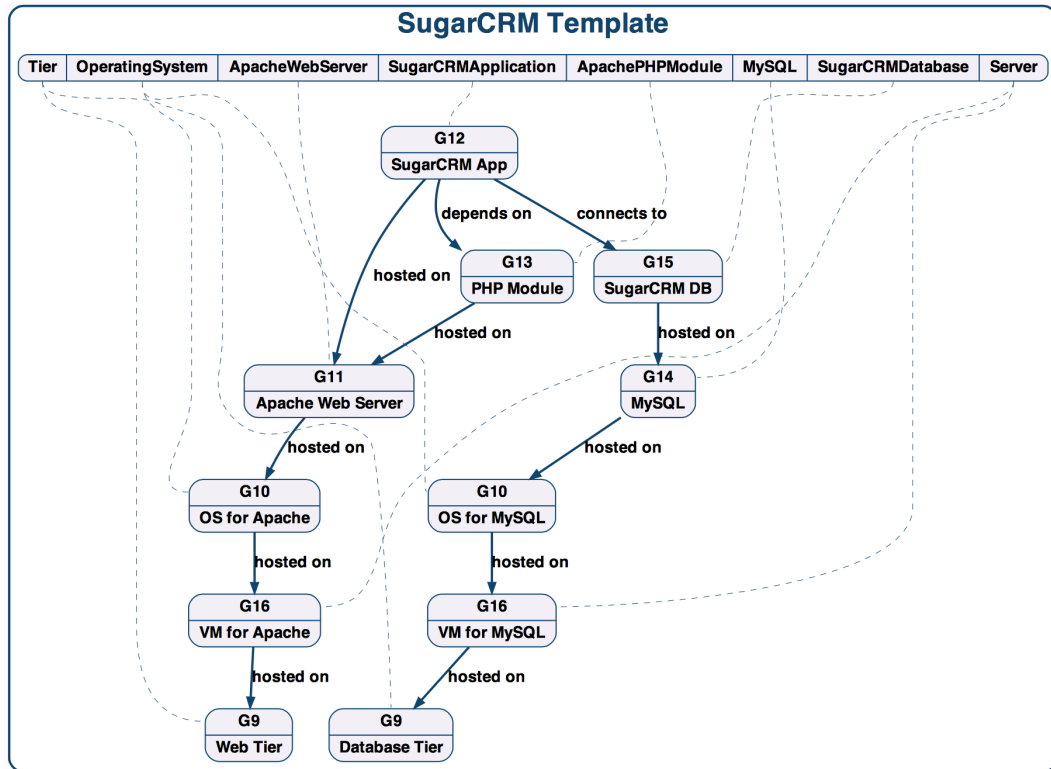 SugarCRM Template
Tier OperatingSystem ApacheWebServer SugarCRMApplication ApachePHPModule MySQL SugarCRMDatabase Server
G12
SugarCRM App
depends on
connects to
hosted on
G13
PHP Module
G15
SugarCRM DB
hosted on
hosted on
G11
Apache Web Server
G14
MySQL
hosted on
hosted on
G10
OS for Apache
G10
OS for MySQL
hosted on
hosted on
G16
VM for Apache
G16
VM for MySQL
hosted on
hosted on
G9
Web Tier
G9
Database Tier